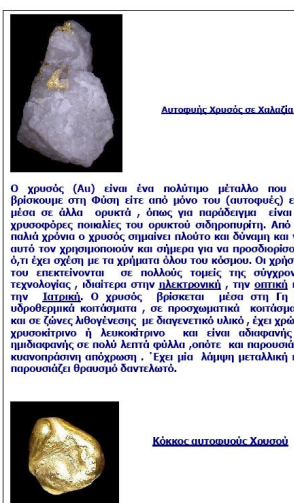 Αυτοφυής Χρυσός σε Χαλαζία
Ο χρυσός (Au) είναι ένα πολύτιμο μέταλλο που
βρίσκουμε στη Φύση είτε από μόνο του (αυτοφυές) ε
μέσα σε άλλα ορυκτά , όπως για παράδειγμα είναι
χρυσοφόρες ποικαλίες του ορυκτού σιδηροπυρίτη. Από
παλιά χρόνια ο χρυσός σημαίνει πλούτο και δύναμη και γ
αυτό τον χρησιμοποιούν και σήμερα για να προσδιορίσο
ό,τι έχει σχέση με τα χρήματα όλου του κόσμου. Οι χρήσε
του επεκτείνονται σε πολλούς τομείς της σύγχρον
τεχνολογίας , ιδιαίτερα στην ηλεκτρονική , την οπτική κ
την Ιατρική. Ο χρυσός βρίσκεται μέσα στη Γη
υδροθερμικά κοιτάσματα , σε προσχωματικά κοιτάσμα
και σε ζώνες λιθογένεσης με διαγενετικό υλικό , έχει χρώ
χρυσοκίτρινο ή λευκοκίτρινο και είναι αδιαφανής
ημιδιαφανής σε πολύ λεπτά φύλλα ,οπότε και παρουσιά
κυανοπράσινη απόχρωση . Έχει μία λάμψη μεταλλική κ
παρουσιάζει θραυσμό δαντελωτό.
Κόκκος αυτοφυούς Χρυσού